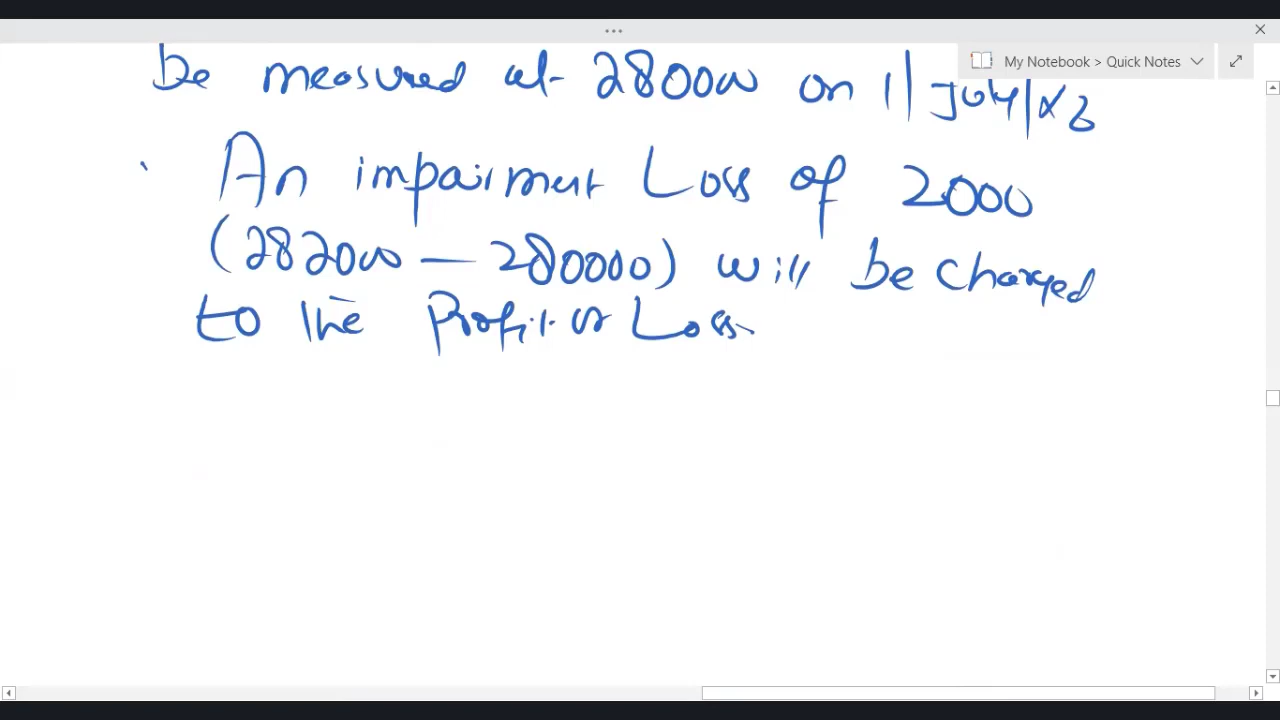 My Notebook > Quick Notes
be measured at 280000 on 1/July/X6
An impairment Loss of 2000
(282000 — 280000) will be charged
to the Profit or Loss